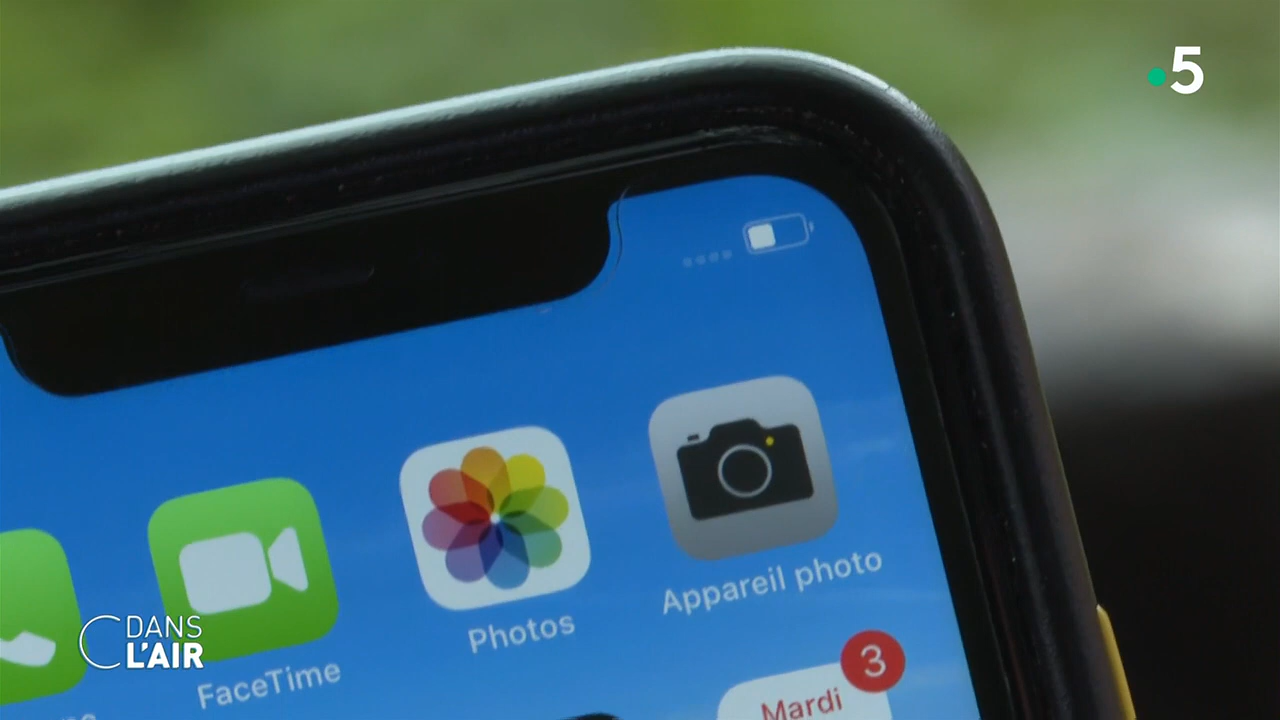 5
Appareil photo
Photos
FaceTime
C DANS
L'AIR
3
Mardi